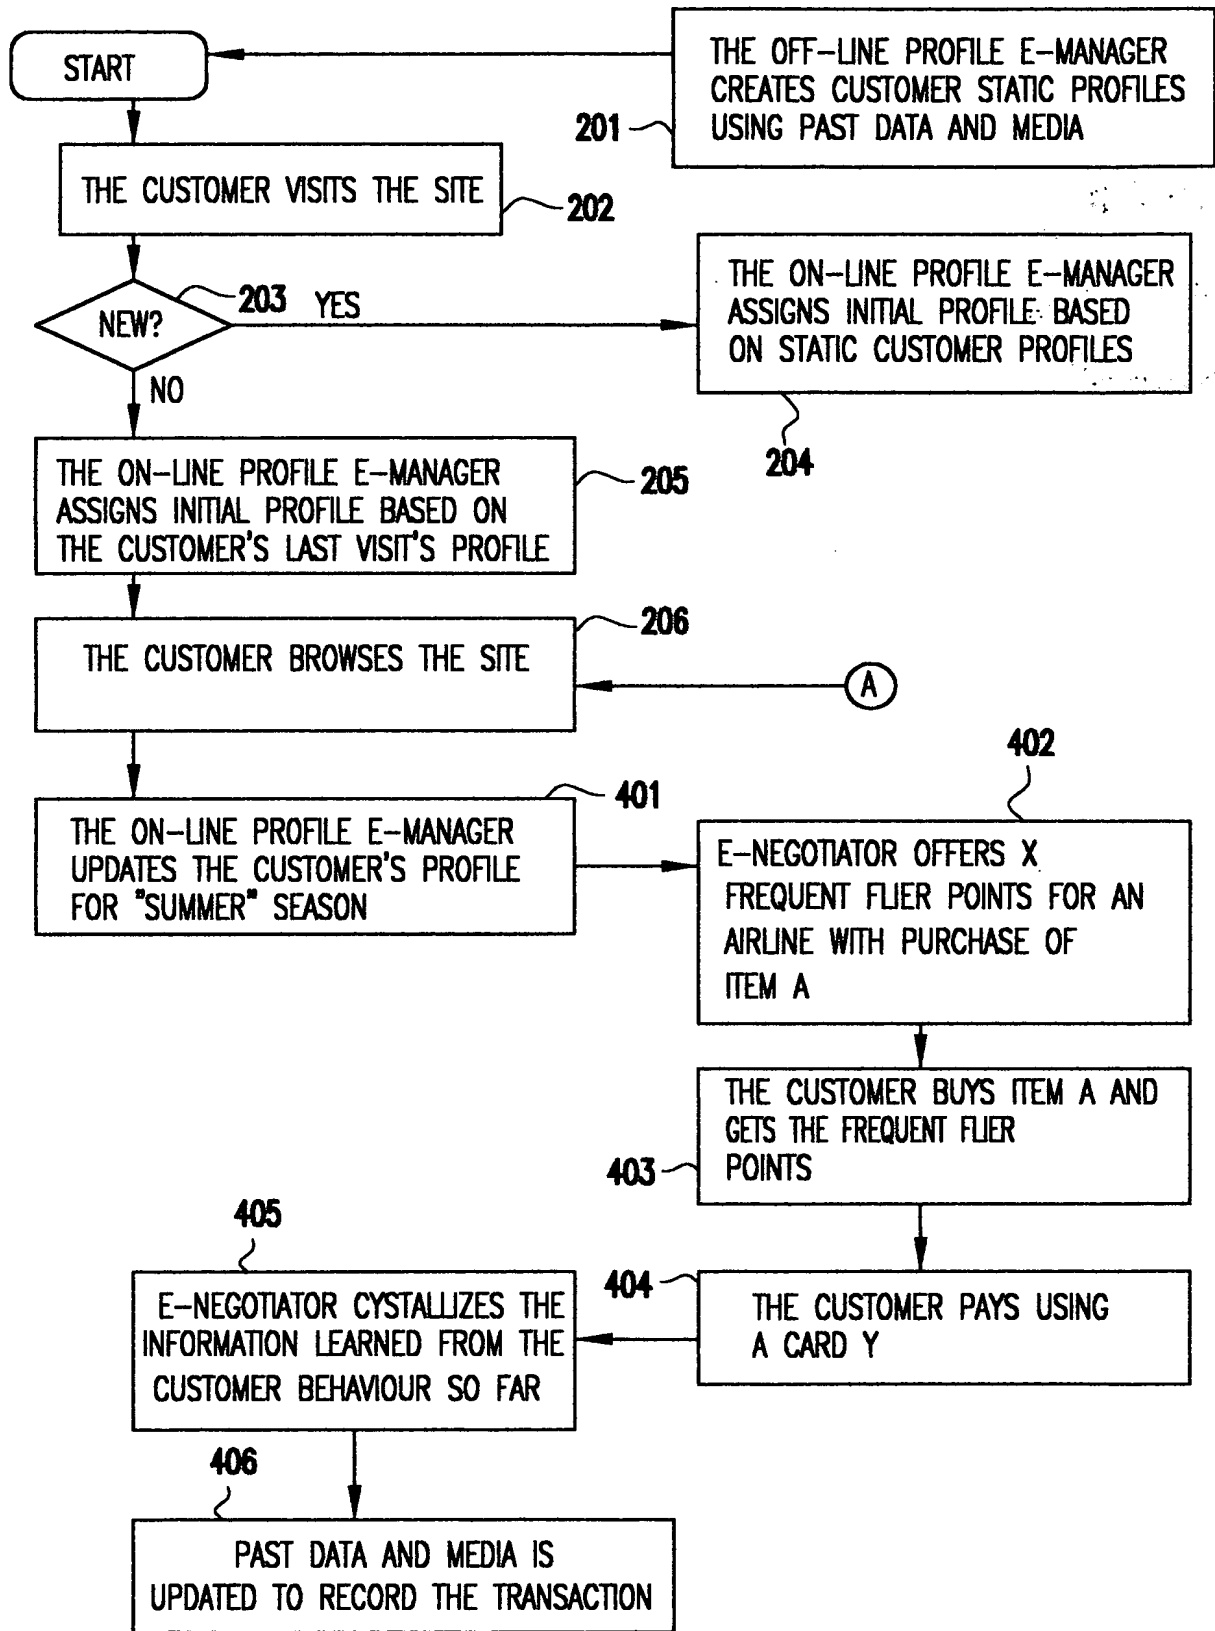 START
THE OFF-LINE PROFILE E-MANAGER
CREATES CUSTOMER STATIC PROFILES
USING PAST DATA AND MEDIA
201
THE CUSTOMER VISITS THE SITE
202
NEW?
203
YES
NO
THE ON-LINE PROFILE E-MANAGER
ASSIGNS INITIAL PROFILE BASED
ON STATIC CUSTOMER PROFILES
204
THE ON-LINE PROFILE E-MANAGER
ASSIGNS INITIAL PROFILE BASED ON
THE CUSTOMER'S LAST VISIT'S PROFILE
205
THE CUSTOMER BROWSES THE SITE
206
A
THE ON-LINE PROFILE E-MANAGER
UPDATES THE CUSTOMER'S PROFILE
FOR "SUMMER" SEASON
401
402
E-NEGOTIATOR OFFERS X
FREQUENT FLIER POINTS FOR AN
AIRLINE WITH PURCHASE OF
ITEM A
THE CUSTOMER BUYS ITEM A AND
GETS THE FREQUENT FLIER
POINTS
403
404
THE CUSTOMER PAYS USING
A CARD Y
405
E-NEGOTIATOR CYSTALLIZES THE
INFORMATION LEARNED FROM THE
CUSTOMER BEHAVIOUR SO FAR
406
PAST DATA AND MEDIA IS
UPDATED TO RECORD THE TRANSACTION